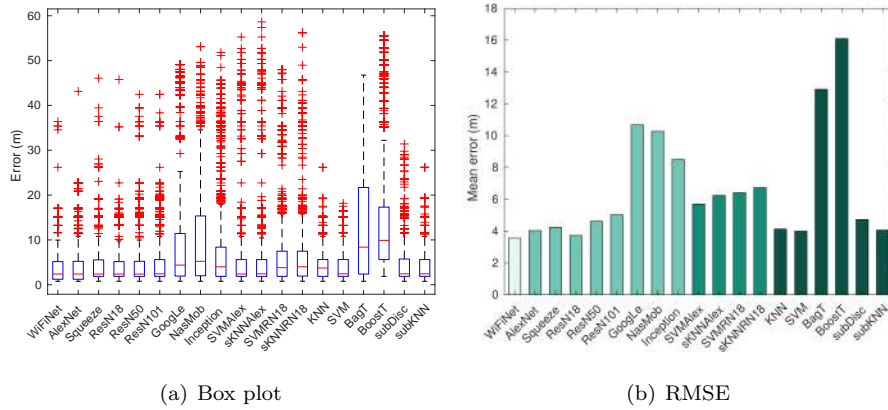 60
50
40
30
20
10
0
Error (m)
WiFiNet
AlexNet
Squeeze
ResN18
ResN50
ResN101
GoogLe
NasMob
Inception
SVMAlex
sKNNAlex
SVMRN18
sKNNRN18
KNN
SVM
BagT
BoostT
subDisc
subKNN
(a) Box plot
18
16
14
12
10
8
6
4
2
0
Mean error (m)
WiFiNet
AlexNet
Squeeze
ResN18
ResN50
ResN101
GoogLe
NasMob
Inception
SVMAlex
sKNNAlex
SVMRN18
sKNNRN18
KNN
SVM
BagT
BoostT
subDisc
subKNN
(b) RMSE